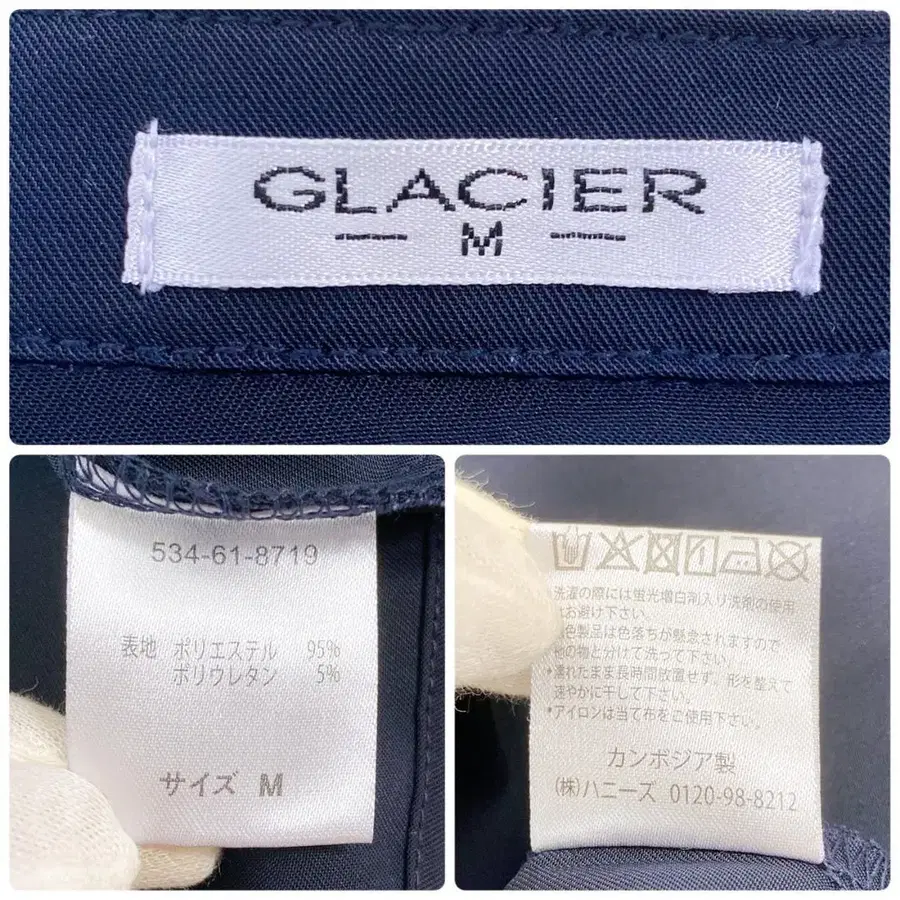 GLACIER
M
534-61-8719
表地 ポリエステル 95%
ポリウレタン 5%
サイズ M
洗濯の際には蛍光増白剤入り洗剤の使用
はお避け下さい。
色製品は色落ちが懸念されますので
他の物と分けて洗って下さい。
*濡れたまま長時間放置せず、形を整えて
速やかに干して下さい。
*アイロンは当て布をご使用下さい。
カンボジア製
(株)ハニーズ 0120-98-8212